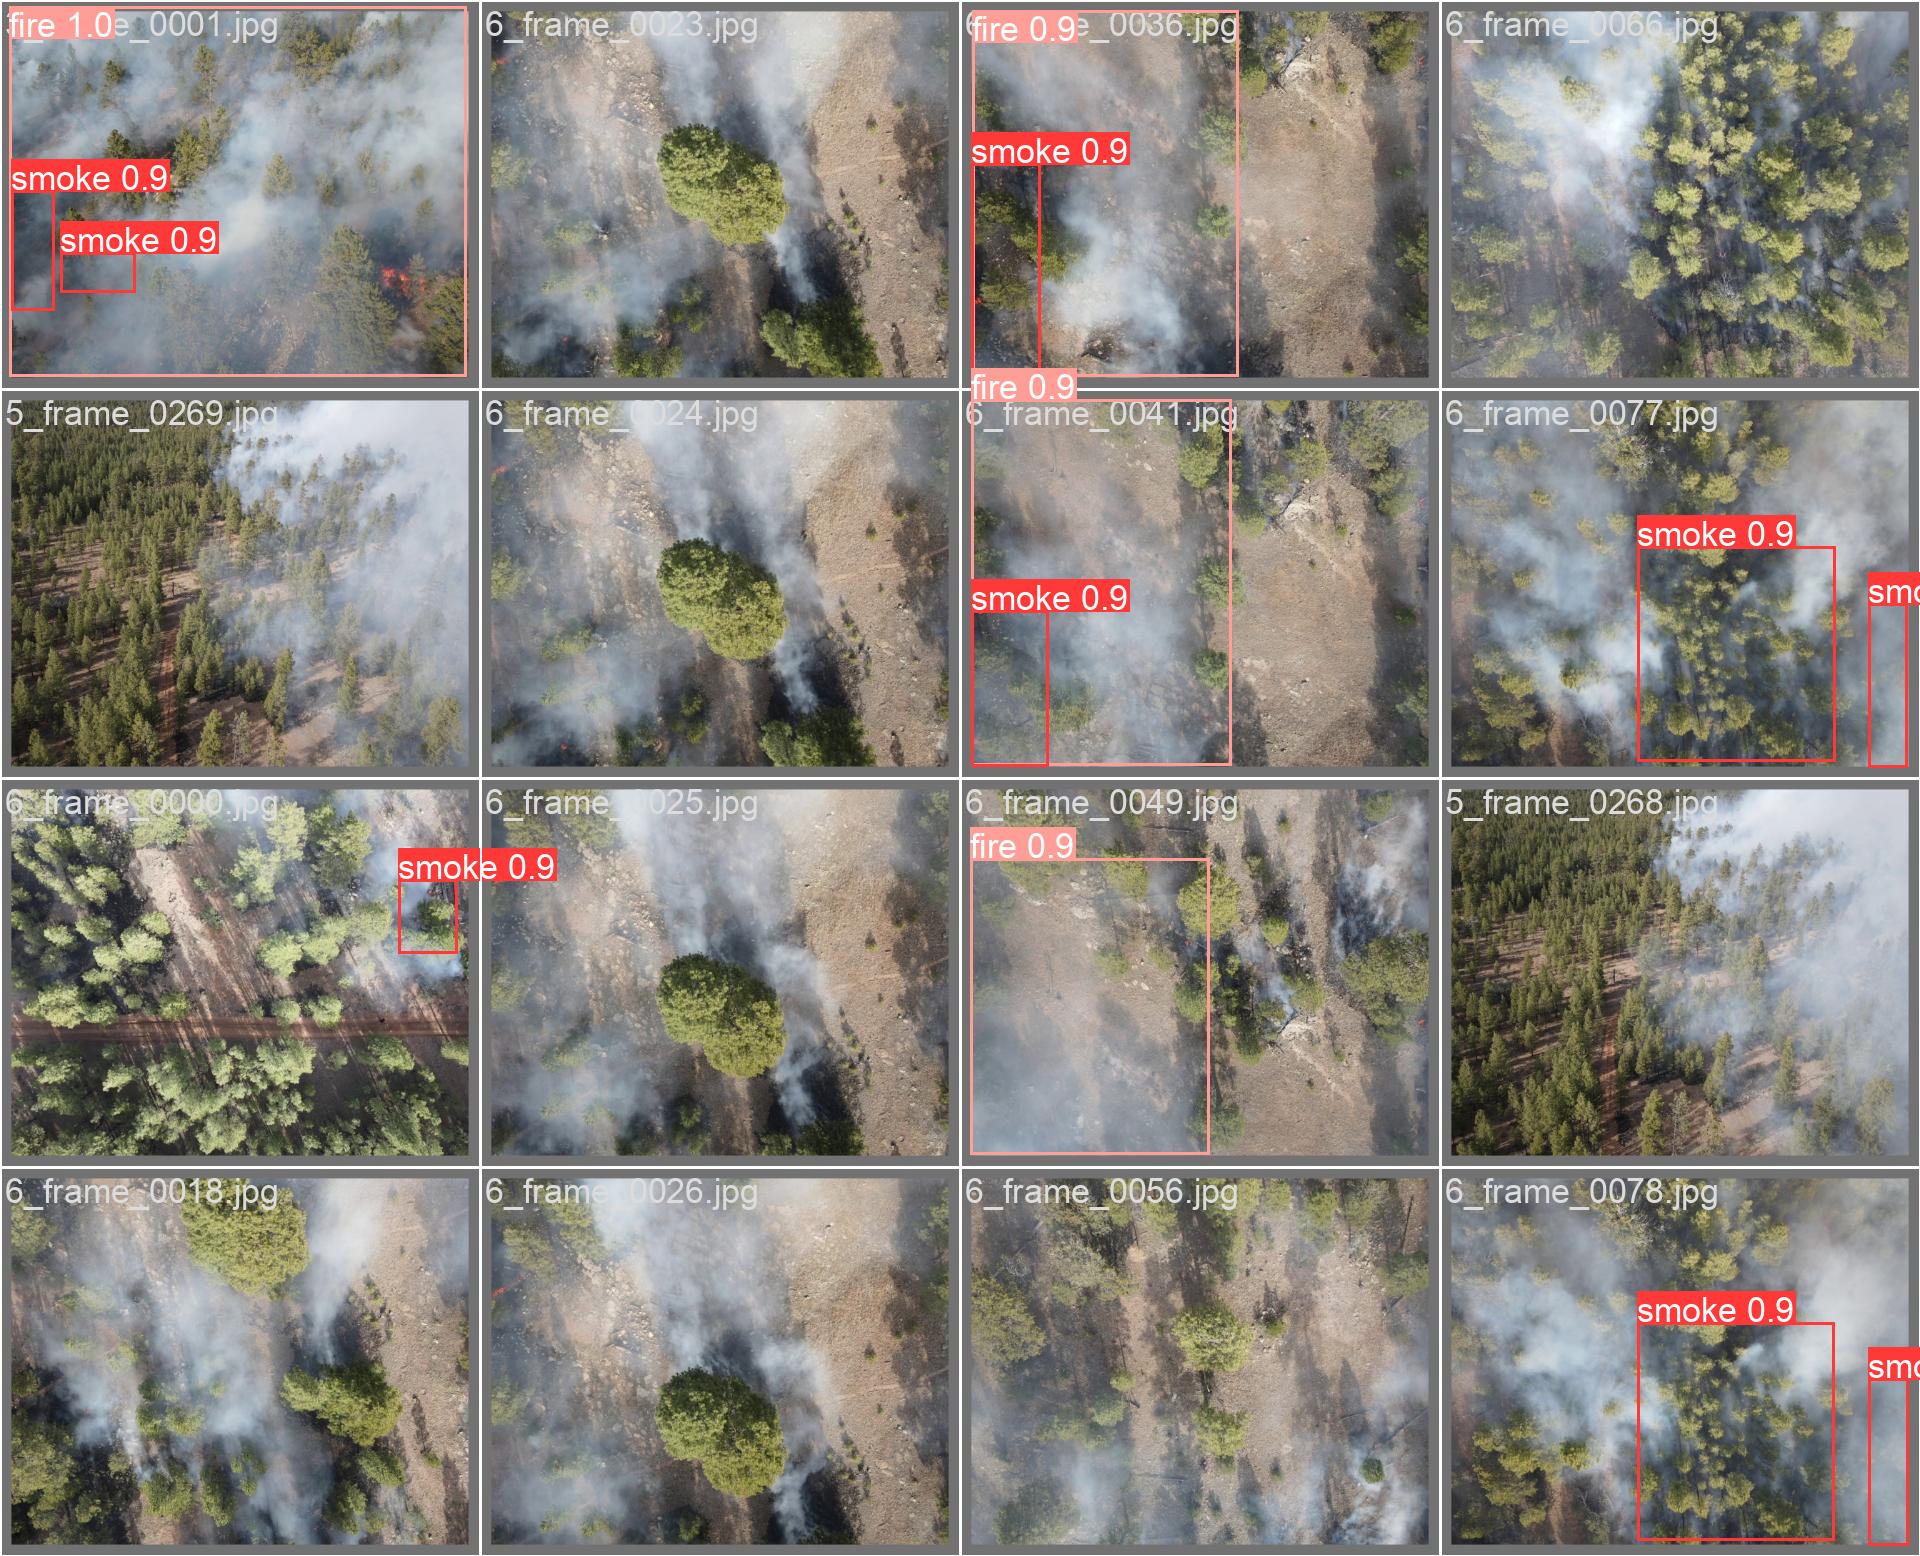 fire 1.0
e_0001.jpg
smoke 0.9
smoke 0.9
6_frame_0023.jpg
fire 0.9
e_0036.jpg
smoke 0.9
6_frame_0066.jpg
5_frame_0269.jpg
6_frame_0024.jpg
fire 0.9
6_frame_0041.jpg
smoke 0.9
6_frame_0077.jpg
smoke 0.9
smo
6_frame_0000.jpg
smoke 0.9
6_frame_0025.jpg
6_frame_0049.jpg
fire 0.9
5_frame_0268.jpg
6_frame_0018.jpg
6_frame_0026.jpg
6_frame_0056.jpg
6_frame_0078.jpg
smoke 0.9
smo